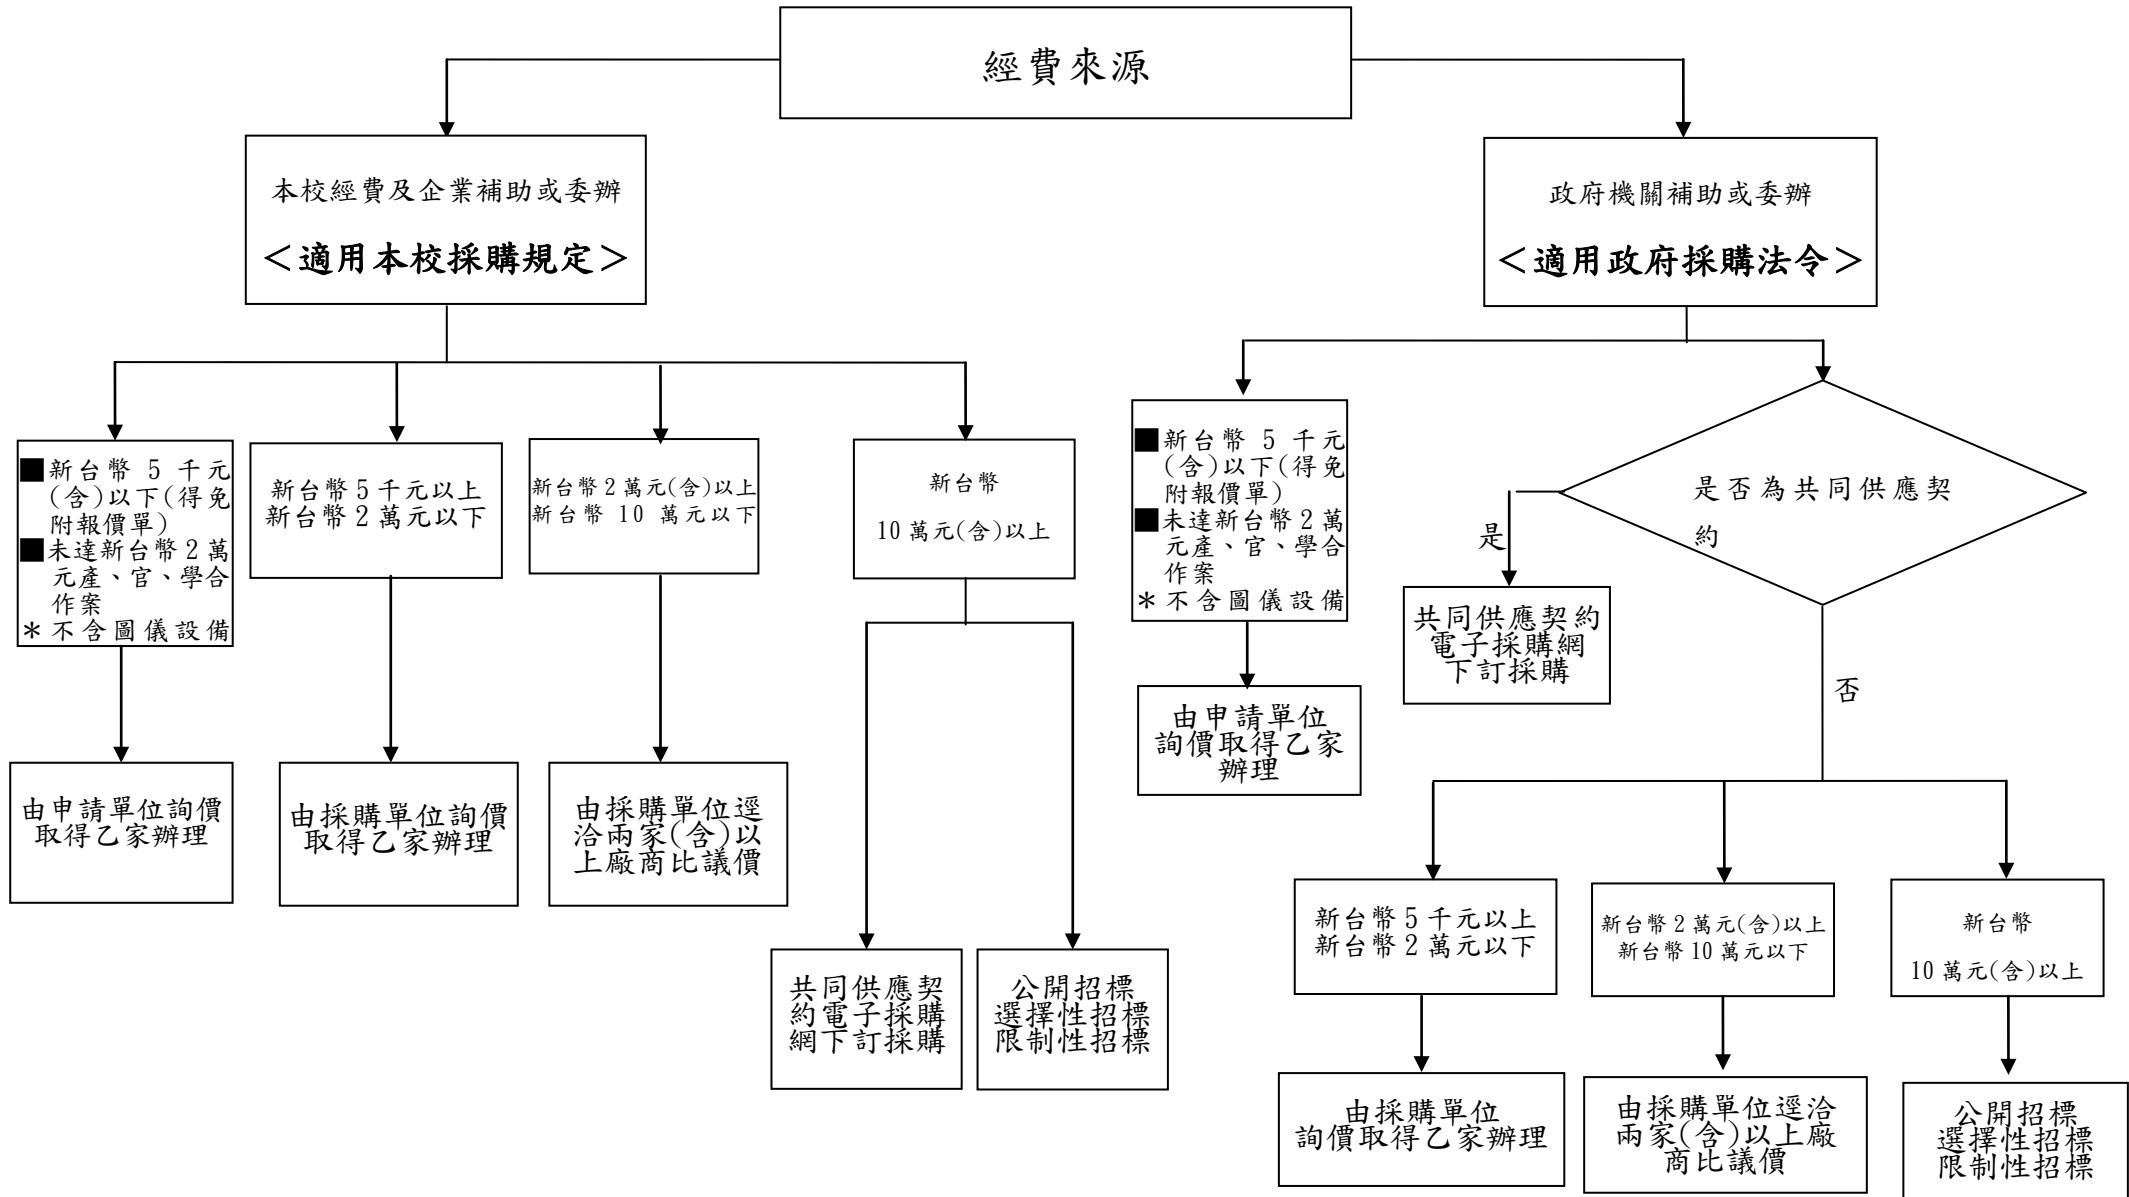 經費來源
本校經費及企業補助或委辦
＜適用本校採購規定＞
政府機關補助或委辦
＜適用政府採購法令＞
■新台幣 5 千元
(含)以下(得免
附報價單)
■未達新台幣 2 萬
元產、官、學合
作案
＊不含圖儀設備
新台幣 5 千元以上
新台幣 2 萬元以下
新台幣 2 萬元(含)以上
新台幣 10 萬元以下
新台幣
10 萬元(含)以上
■新台幣 5 千元
(含)以下(得免
附報價單)
■未達新台幣 2 萬
元產、官、學合
作案
＊不含圖儀設備
是否為共同供應契
約
是
共同供應契約
電子採購網
下訂採購
否
由申請單位
詢價取得乙家
辦理
由申請單位詢價
取得乙家辦理
由採購單位詢價
取得乙家辦理
由採購單位逕
洽兩家(含)以
上廠商比議價
共同供應契
約電子採購
網下訂採購
公開招標
選擇性招標
限制性招標
新台幣 5 千元以上
新台幣 2 萬元以下
新台幣 2 萬元(含)以上
新台幣 10 萬元以下
新台幣
10 萬元(含)以上
由採購單位
詢價取得乙家辦理
由採購單位逕洽
兩家(含)以上廠
商比議價
公開招標
選擇性招標
限制性招標